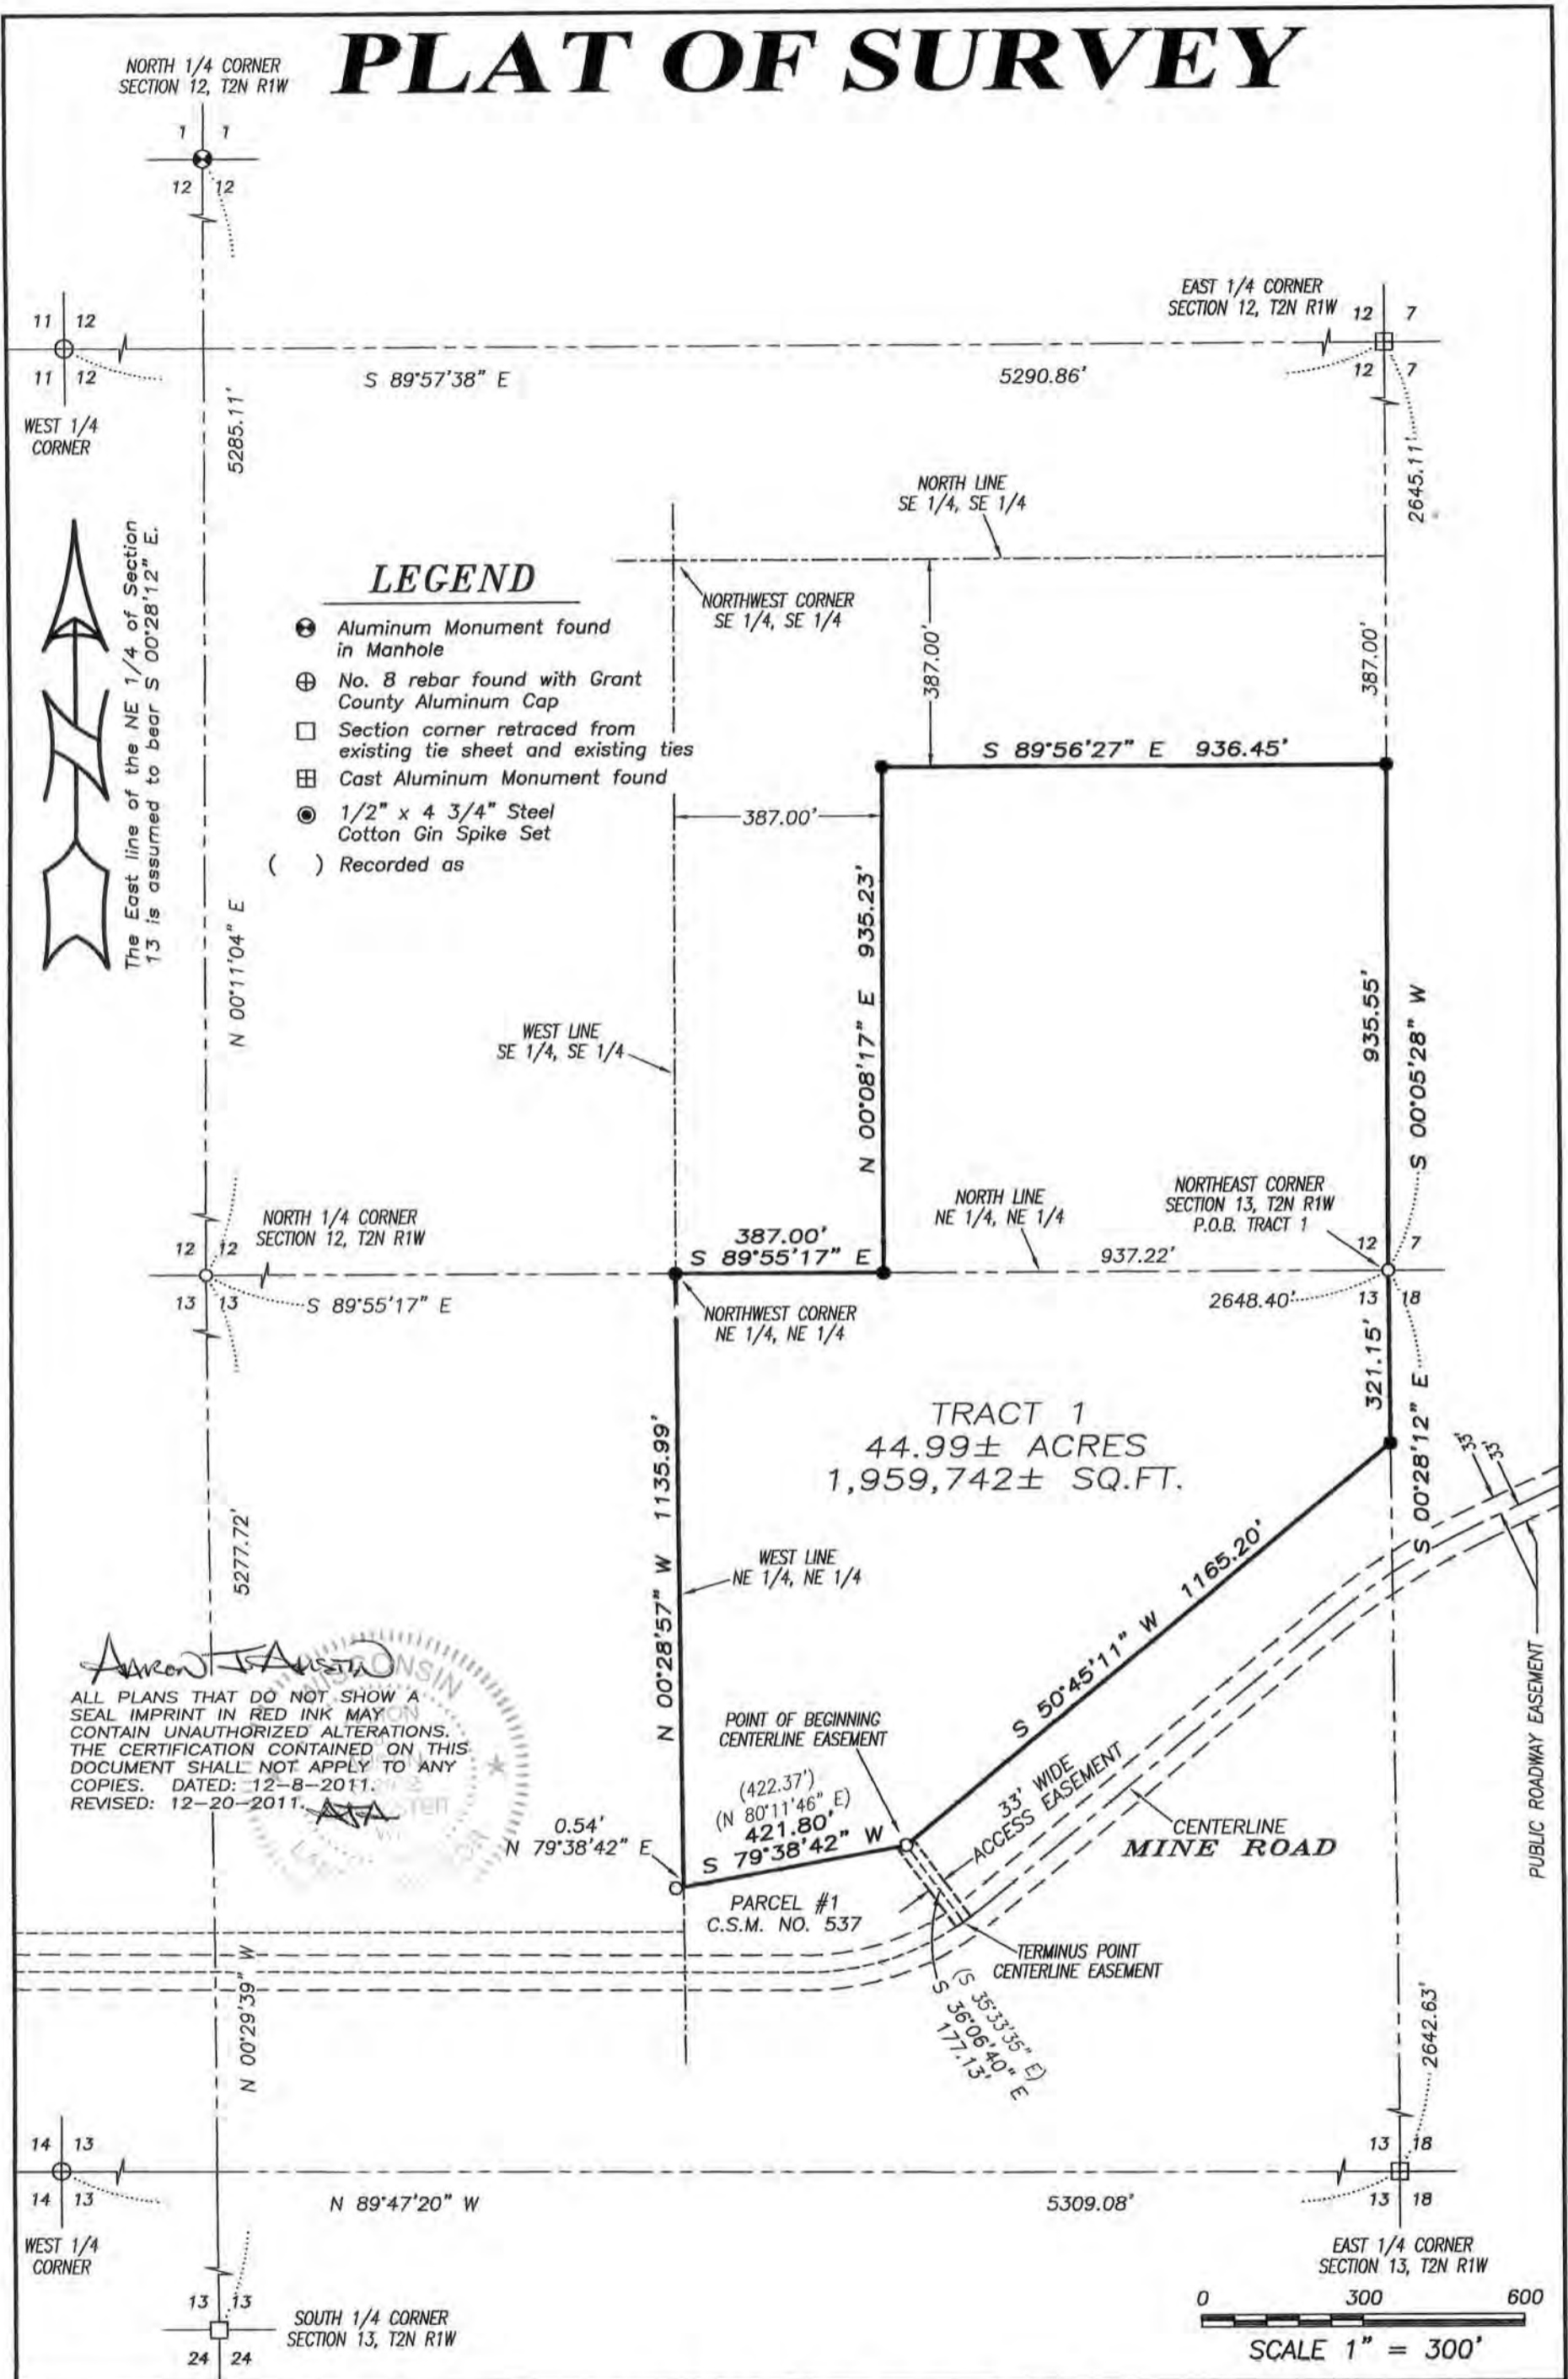 PLAT OF SURVEY
NORTH 1/4 CORNER
SECTION 12, T2N R1W
1 1
12 12
11 12
11 12
WEST 1/4
CORNER
S 89°57'38" E
5290.86'
EAST 1/4 CORNER
SECTION 12, T2N R1W
12 7
12 7
5285.11'
2645.11'
The East line of the NE 1/4 of Section
13 is assumed to bear S 00°28'12" E.
NORTH LINE
SE 1/4, SE 1/4
LEGEND
Aluminum Monument found
in Manhole
No. 8 rebar found with Grant
County Aluminum Cap
Section corner retraced from
existing tie sheet and existing ties
Cast Aluminum Monument found
1/2" x 4 3/4" Steel
Cotton Gin Spike Set
( ) Recorded as
NORTHWEST CORNER
SE 1/4, SE 1/4
387.00'
387.00'
S 89°56'27" E 936.45'
387.00'
N 00°11'04" E
N 00°08'17" E 935.23'
935.55'
S 00°05'28" W
WEST LINE
SE 1/4, SE 1/4
NORTH 1/4 CORNER
SECTION 12, T2N R1W
12 12
13 13
S 89°55'17" E
387.00'
S 89°55'17" E
NORTH LINE
NE 1/4, NE 1/4
937.22'
NORTHEAST CORNER
SECTION 13, T2N R1W
P.O.B. TRACT 1
12 7
13 18
2648.40'
NORTHWEST CORNER
NE 1/4, NE 1/4
321.15'
S 00°28'12" E
TRACT 1
44.99± ACRES
1,959,742± SQ.FT.
N 00°28'57" W 1135.99'
WEST LINE
NE 1/4, NE 1/4
S 50°45'11" W 1165.20'
33'
33'
5277.72'
AARON J AUSTIN
WISCONSIN
ALL PLANS THAT DO NOT SHOW A
SEAL IMPRINT IN RED INK MAY
CONTAIN UNAUTHORIZED ALTERATIONS.
THE CERTIFICATION CONTAINED ON THIS
DOCUMENT SHALL NOT APPLY TO ANY
COPIES. DATED: 12-8-2011.
REVISED: 12-20-2011.
POINT OF BEGINNING
CENTERLINE EASEMENT
(422.37')
(N 80°11'46" E)
421.80'
S 79°38'42" W
0.54'
N 79°38'42" E
33' WIDE
ACCESS EASEMENT
CENTERLINE
MINE ROAD
PUBLIC ROADWAY EASEMENT
PARCEL #1
C.S.M. NO. 537
TERMINUS POINT
CENTERLINE EASEMENT
(S 35°33'35" E)
S 36°06'40" E
177.13'
N 00°29'39" W
2642.63'
14 13
14 13
WEST 1/4
CORNER
N 89°47'20" W
5309.08'
13 18
13 18
EAST 1/4 CORNER
SECTION 13, T2N R1W
13 13
24 24
SOUTH 1/4 CORNER
SECTION 13, T2N R1W
0 300 600
SCALE 1" = 300'